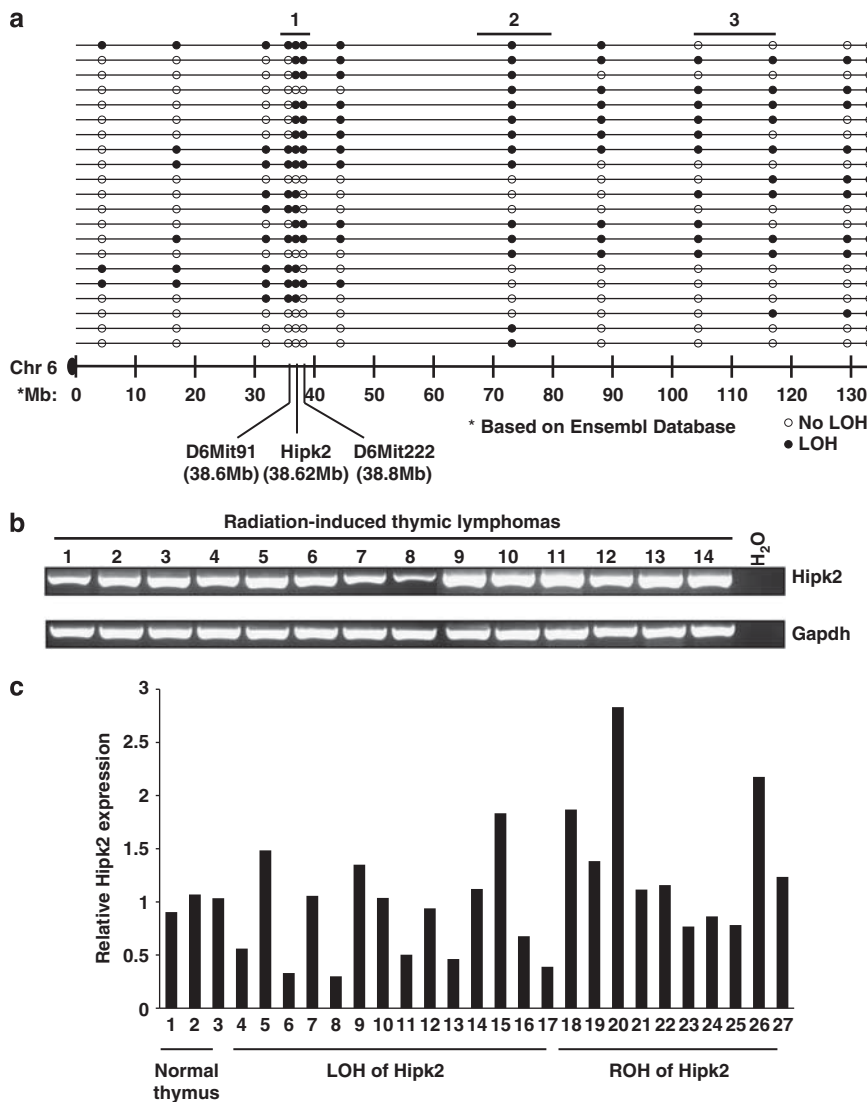 a
1 2 3
Chr 6
*Mb: 0 10 20 30 40 50 60 70 80 90 100 110 120 130
D6Mit91 Hipk2 D6Mit222
(38.6Mb) (38.62Mb) (38.8Mb)
* Based on Ensembl Database
No LOH
LOH
b
Radiation-induced thymic lymphomas
1 2 3 4 5 6 7 8 9 10 11 12 13 14 H2O
Hipk2
Gapdh
c
Relative Hipk2 expression
3
2.5
2
1.5
1
0.5
0
1 2 3 4 5 6 7 8 9 10 11 12 13 14 15 16 17 18 19 20 21 22 23 24 25 26 27
Normal thymus
LOH of Hipk2
ROH of Hipk2